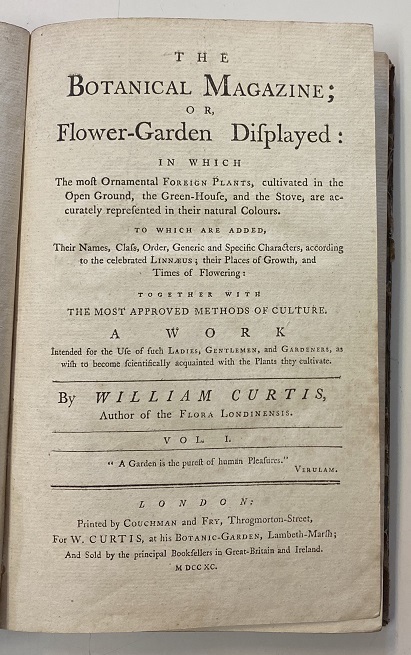 THE
BOTANICAL MAGAZINE;
OR,
Flower-Garden Diſplayed:
IN WHICH
The moſt Ornamental FOREIGN PLANTS, cultivated in the
Open Ground, the Green-Houſe, and the Stove, are ac-
curately repreſented in their natural Colours.
TO WHICH ARE ADDED,
Their Names, Claſs, Order, Generic and Specific Characters, according
to the celebrated LINNÆUS; their Places of Growth, and
Times of Flowering:
TOGETHER WITH
THE MOST APPROVED METHODS OF CULTURE.
A WORK
Intended for the Uſe of ſuch LADIES, GENTLEMEN, and GARDENERS, as
wiſh to become ſcientifically acquainted with the Plants they cultivate.
By WILLIAM CURTIS,
Author of the FLORA LONDINENSIS.
VOL. I.
“ A Garden is the pureſt of human Pleaſures.”
VERULAM.
LONDON:
Printed by COUCHMAN and FRY, Throgmorton-Street,
For W. CURTIS, at his BOTANIC-GARDEN, Lambeth-Marſh;
And Sold by the principal Bookſellers in Great-Britain and Ireland.
M DCC XC.